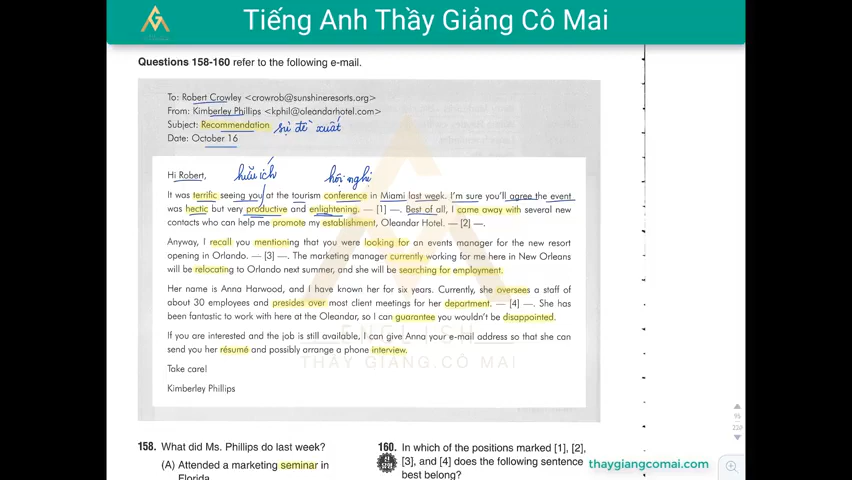 Tiếng Anh Thầy Giảng Cô Mai
Questions 158-160 refer to the following e-mail.
To: Robert Crowley <crowrob@sunshineresorts.org>
From: Kimberley Phillips <kphil@oleandarhotel.com>
Subject: Recommendation sự đề xuất
Date: October 16
Hi Robert, hữu ích hội nghị
It was terrific seeing you at the tourism conference in Miami last week. I'm sure you'll agree the event
was hectic but very productive and enlightening. — [1] —. Best of all, I came away with several new
contacts who can help me promote my establishment, Oleandar Hotel. — [2] —.
Anyway, I recall you mentioning that you were looking for an events manager for the new resort
opening in Orlando. — [3] —. The marketing manager currently working for me here in New Orleans
will be relocating to Orlando next summer, and she will be searching for employment.
Her name is Anna Harwood, and I have known her for six years. Currently, she oversees a staff of
about 30 employees and presides over most client meetings for her department. — [4] —. She has
been fantastic to work with here at the Oleandar, so I can guarantee you wouldn't be disappointed.
If you are interested and the job is still available, I can give Anna your e-mail address so that she can
send you her résumé and possibly arrange a phone interview.
ENGLISH
THAY GIANG.CÔ MAI
Take care!
Kimberley Phillips
158. What did Ms. Phillips do last week?
(A) Attended a marketing seminar in
Florida
160. In which of the positions marked [1], [2],
[3], and [4] does the following sentence
best belong?
thaygiangcomai.com
95
220